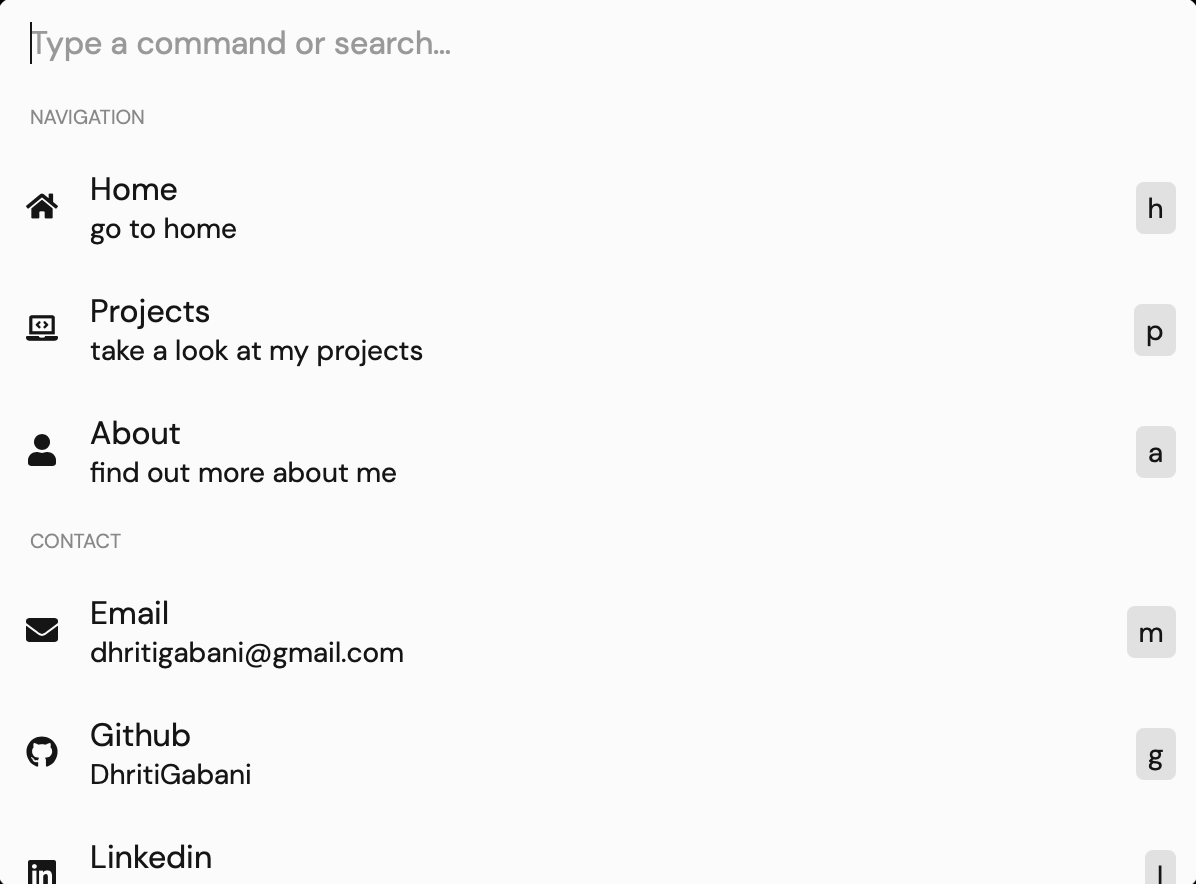 Type a command or search…
NAVIGATION
Home
go to home
h
Projects
take a look at my projects
p
About
find out more about me
a
CONTACT
Email
dhritigabani@gmail.com
m
Github
DhritiGabani
g
Linkedin
in
l